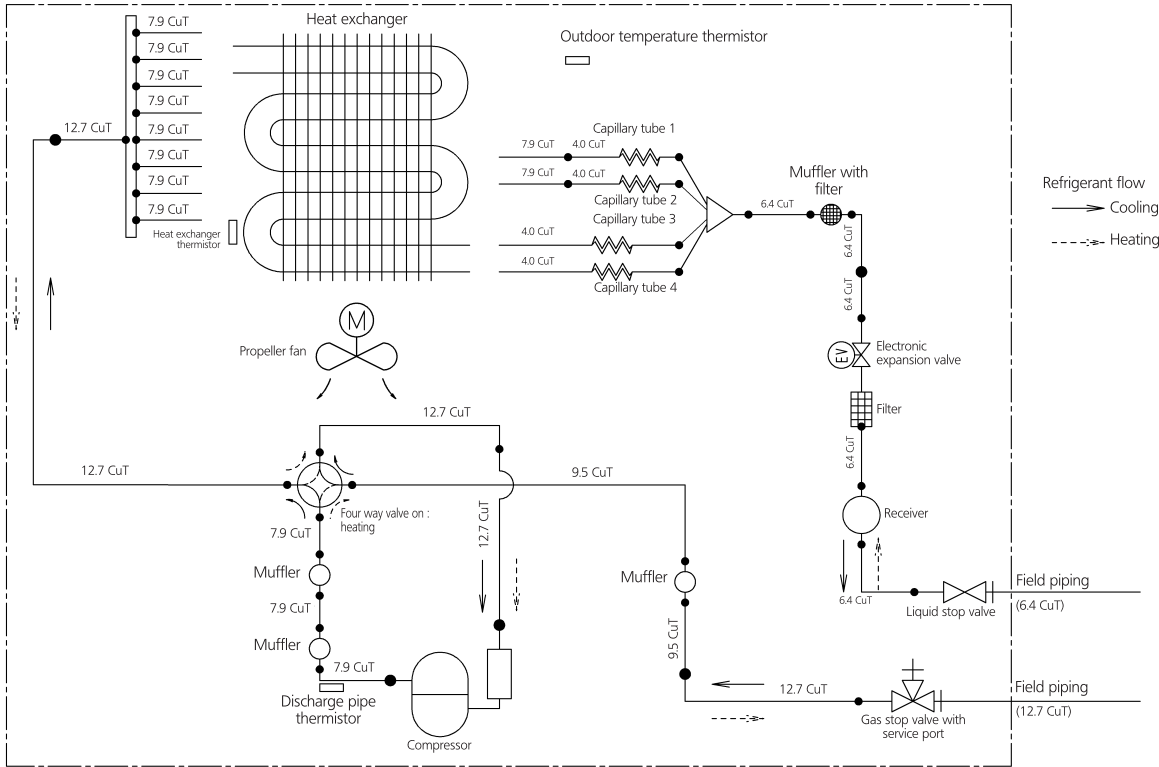 Heat exchanger
Outdoor temperature thermistor
7.9 CuT
7.9 CuT
7.9 CuT
7.9 CuT
7.9 CuT
7.9 CuT
7.9 CuT
7.9 CuT
12.7 CuT
Heat exchanger
thermistor
Capillary tube 1
7.9 CuT
4.0 CuT
7.9 CuT
4.0 CuT
Capillary tube 2
Capillary tube 3
4.0 CuT
4.0 CuT
Capillary tube 4
Muffler with
filter
6.4 CuT
6.4 CuT
6.4 CuT
Refrigerant flow
Cooling
Heating
M
Propeller fan
EV
Electronic
expansion valve
Filter
6.4 CuT
Receiver
12.7 CuT
12.7 CuT
9.5 CuT
Four way valve on :
heating
7.9 CuT
12.7 CuT
Muffler
7.9 CuT
Muffler
7.9 CuT
Discharge pipe
thermistor
Compressor
Muffler
9.5 CuT
6.4 CuT
Liquid stop valve
Field piping
(6.4 CuT)
12.7 CuT
Gas stop valve with
service port
Field piping
(12.7 CuT)